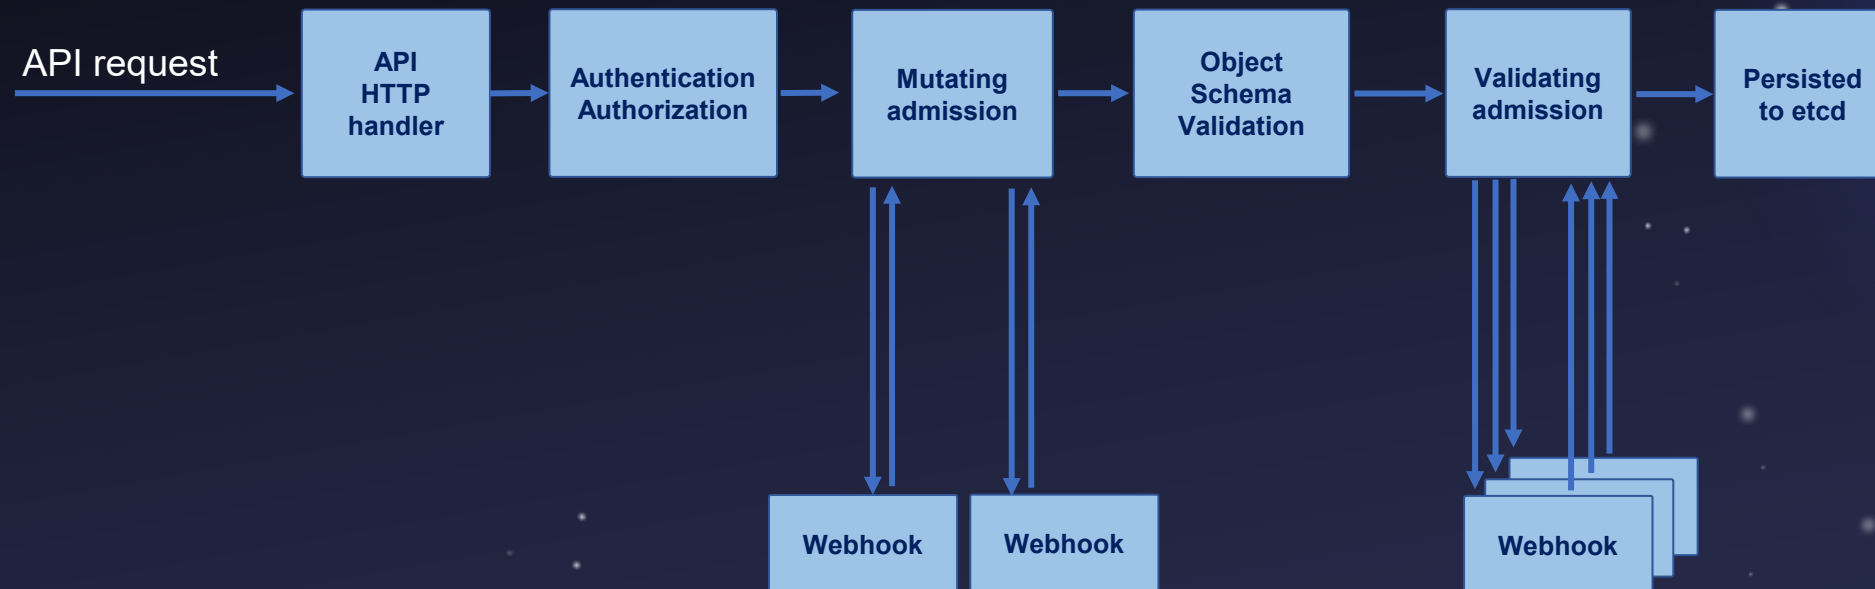 API request
API
HTTP
handler
Authentication
Authorization
Mutating
admission
Object
Schema
Validation
Validating
admission
Persisted
to etcd
Webhook
Webhook
Webhook